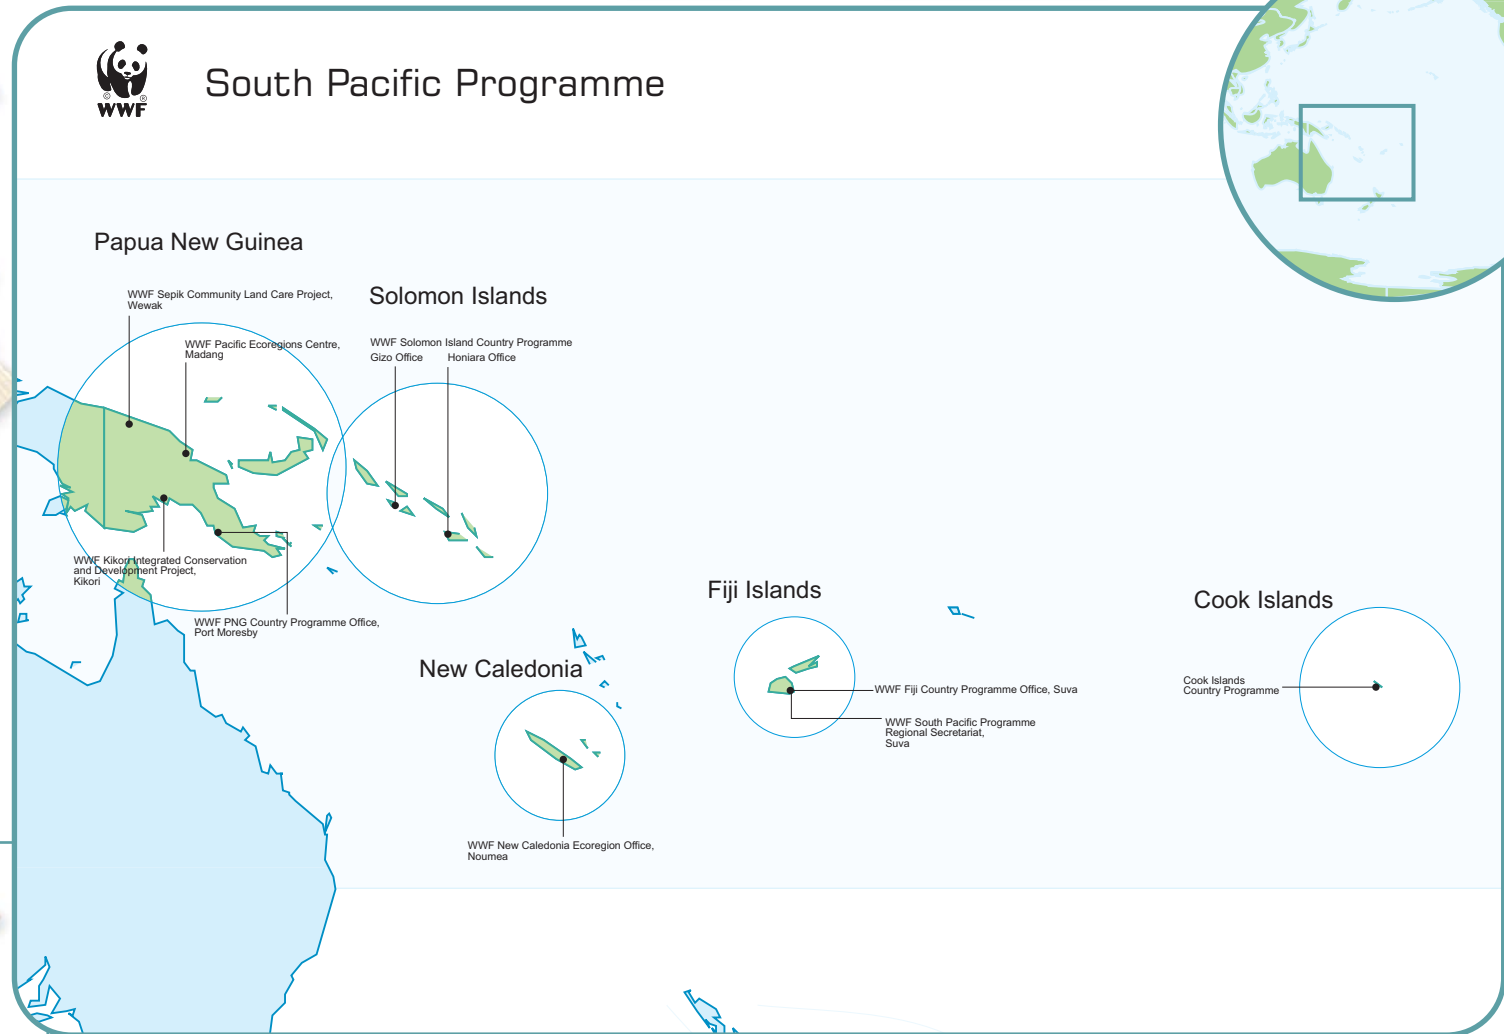 South Pacific Programme
©
®
WWF
Papua New Guinea
WWF Sepik Community Land Care Project,
Wewak
Solomon Islands
WWF Pacific Ecoregions Centre,
Madang
WWF Solomon Island Country Programme
Gizo Office
Honiara Office
WWF Kikori Integrated Conservation
and Development Project,
Kikori
WWF PNG Country Programme Office,
Port Moresby
New Caledonia
WWF New Caledonia Ecoregion Office,
Noumea
Fiji Islands
WWF Fiji Country Programme Office, Suva
WWF South Pacific Programme
Regional Secretariat,
Suva
Cook Islands
Cook Islands
Country Programme